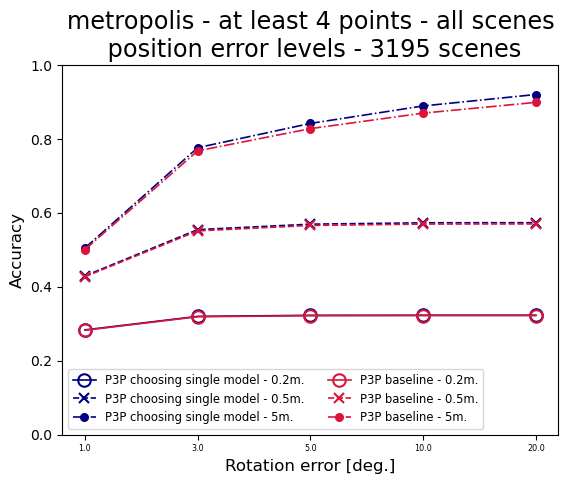 metropolis - at least 4 points - all scenes
position error levels - 3195 scenes
1.0
0.8
0.6
0.4
0.2
0.0
Accuracy
P3P choosing single model - 0.2m.
P3P choosing single model - 0.5m.
P3P choosing single model - 5m.
P3P baseline - 0.2m.
P3P baseline - 0.5m.
P3P baseline - 5m.
1.0 3.0 5.0 10.0 20.0
Rotation error [deg.]